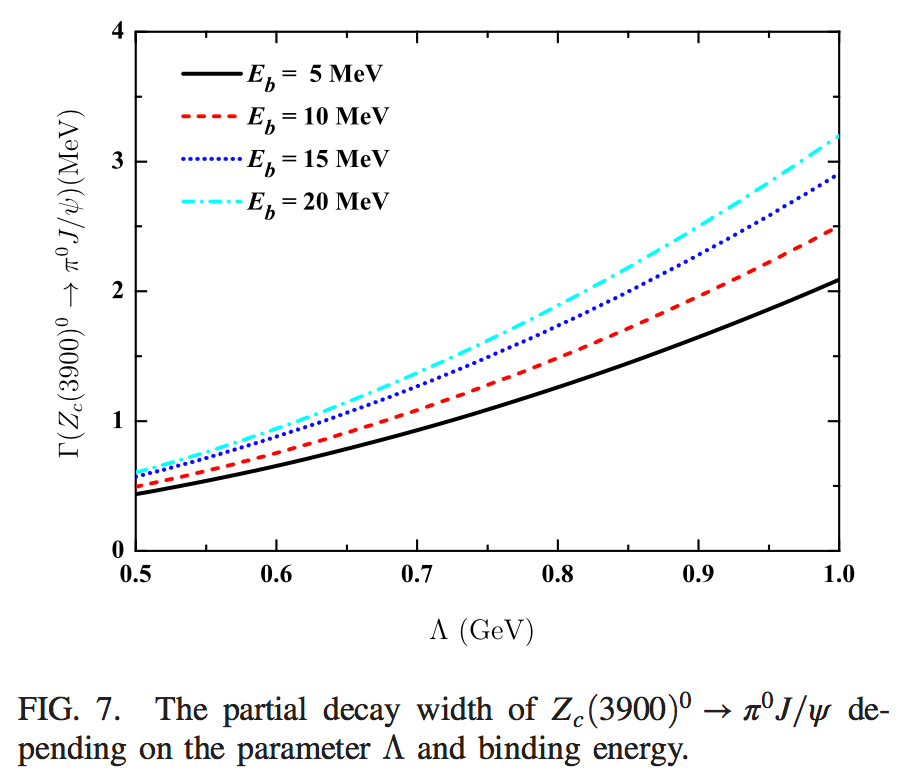 4
3
2
1
0
Γ(Z_c(3900)⁰ → π⁰J/ψ)(MeV)
E_b = 5 MeV
E_b = 10 MeV
E_b = 15 MeV
E_b = 20 MeV
0.5 0.6 0.7 0.8 0.9 1.0
Λ (GeV)
FIG. 7. The partial decay width of Z_c(3900)⁰ → π⁰J/ψ de-
pending on the parameter Λ and binding energy.